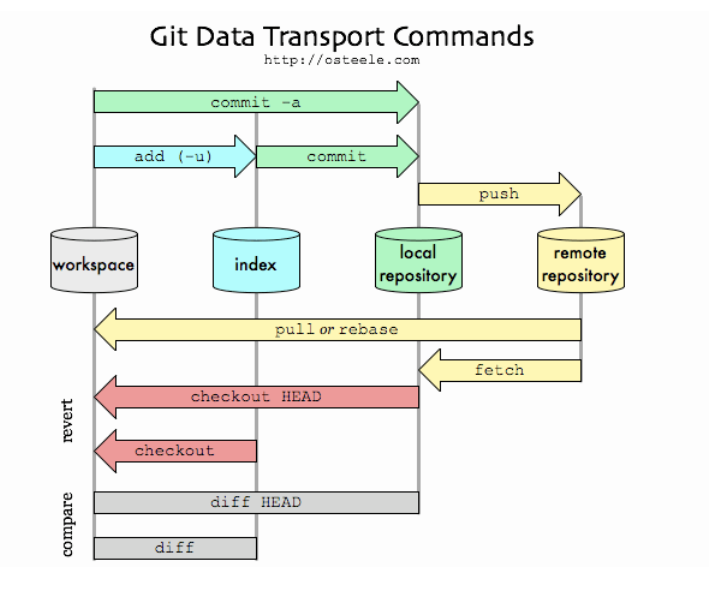 Git Data Transport Commands
http://osteele.com
commit -a
add (-u)
commit
push
workspace
index
local
repository
remote
repository
pull or rebase
fetch
revert
checkout HEAD
checkout
compare
diff HEAD
diff